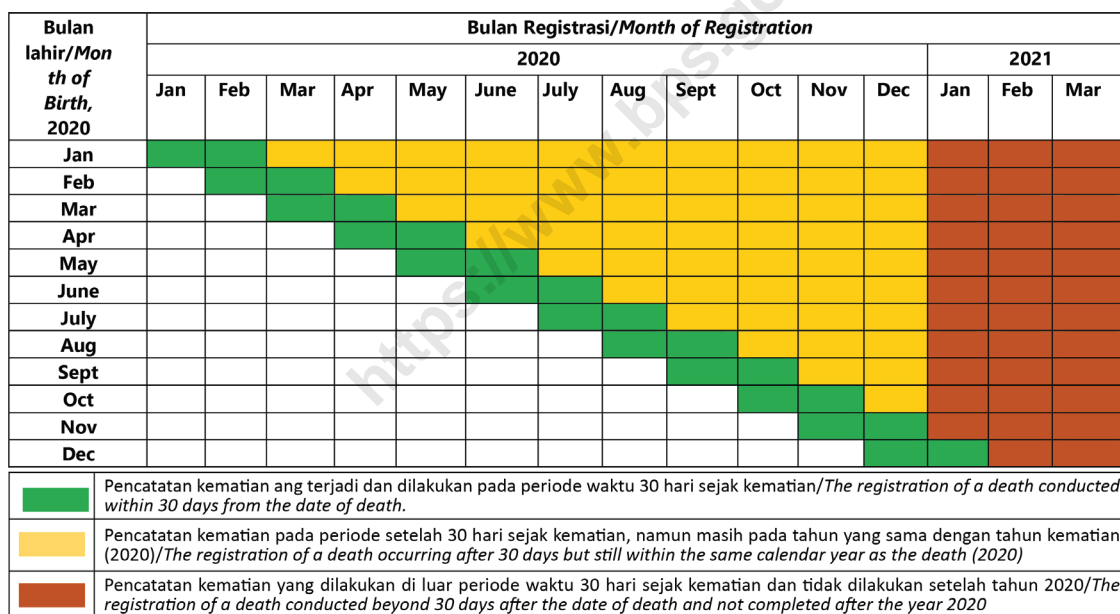 Bulan
lahir/Mon
th of
Birth,
2020
Bulan Registrasi/Month of Registration
2020 2021
Jan Feb Mar Apr May June July Aug Sept Oct Nov Dec Jan Feb Mar
Jan
Feb
Mar
Apr
May
June
July
Aug
Sept
Oct
Nov
Dec
Pencatatan kematian ang terjadi dan dilakukan pada periode waktu 30 hari sejak kematian/The registration of a death conducted
within 30 days from the date of death.
Pencatatan kematian pada periode setelah 30 hari sejak kematian, namun masih pada tahun yang sama dengan tahun kematian
(2020)/The registration of a death occurring after 30 days but still within the same calendar year as the death (2020)
Pencatatan kematian yang dilakukan di luar periode waktu 30 hari sejak kematian dan tidak dilakukan setelah tahun 2020/The
registration of a death conducted beyond 30 days after the date of death and not completed after the year 2020
https://www.bps.go